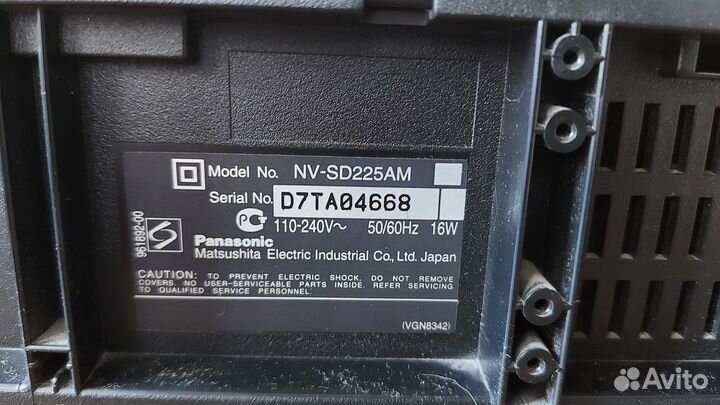 Model No. NV-SD225AM
Serial No. D7TA04668
PG 110-240V~ 50/60Hz 16W
961892-00
Panasonic
Matsushita Electric Industrial Co., Ltd. Japan
CAUTION: TO PREVENT ELECTRIC SHOCK, DO NOT REMOVE
COVERS. NO USER-SERVICEABLE PARTS INSIDE. REFER SERVICING
TO QUALIFIED SERVICE PERSONNEL.
(VGN8342)
Avito